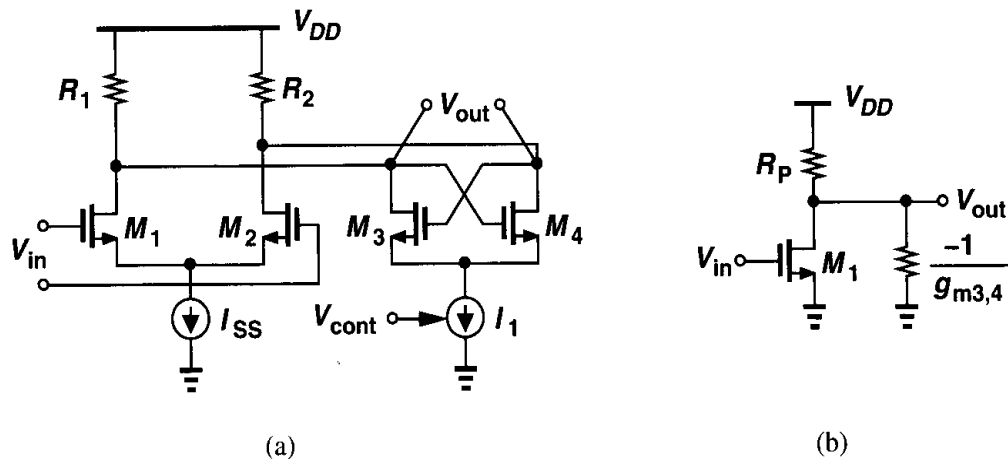 V_DD
R_1
R_2
V_out
M_1
M_2
M_3
M_4
V_in
I_SS
V_cont
I_1
(a)
V_DD
R_P
V_out
V_in
M_1
−1
g_m3,4
(b)